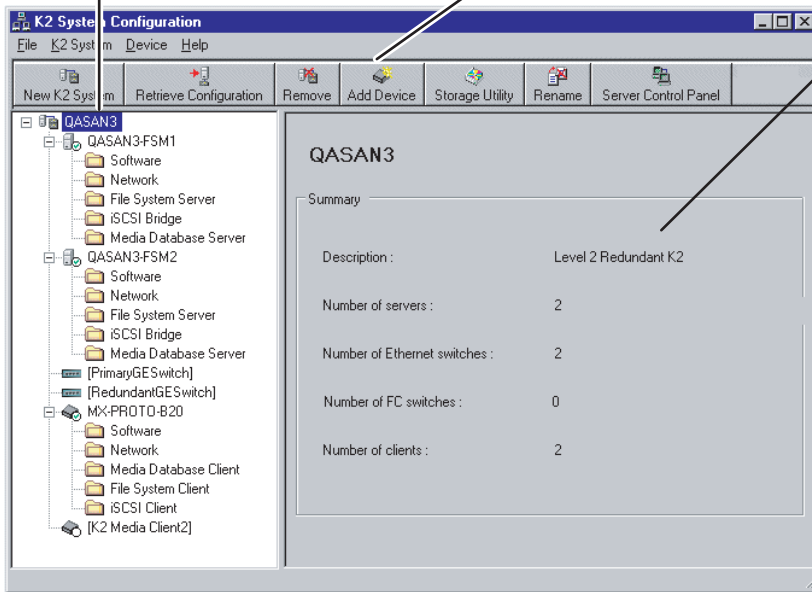 K2 System Configuration
File K2 System Device Help
New K2 System Retrieve Configuration Remove Add Device Storage Utility Rename Server Control Panel
QASAN3
QASAN3-FSM1
Software
Network
File System Server
iSCSI Bridge
Media Database Server
QASAN3-FSM2
Software
Network
File System Server
iSCSI Bridge
Media Database Server
[PrimaryGESwitch]
[RedundantGESwitch]
MX-PROTO-B20
Software
Network
Media Database Client
File System Client
iSCSI Client
[K2 Media Client2]
QASAN3
Summary
Description : Level 2 Redundant K2
Number of servers : 2
Number of Ethernet switches : 2
Number of FC switches : 0
Number of clients : 2